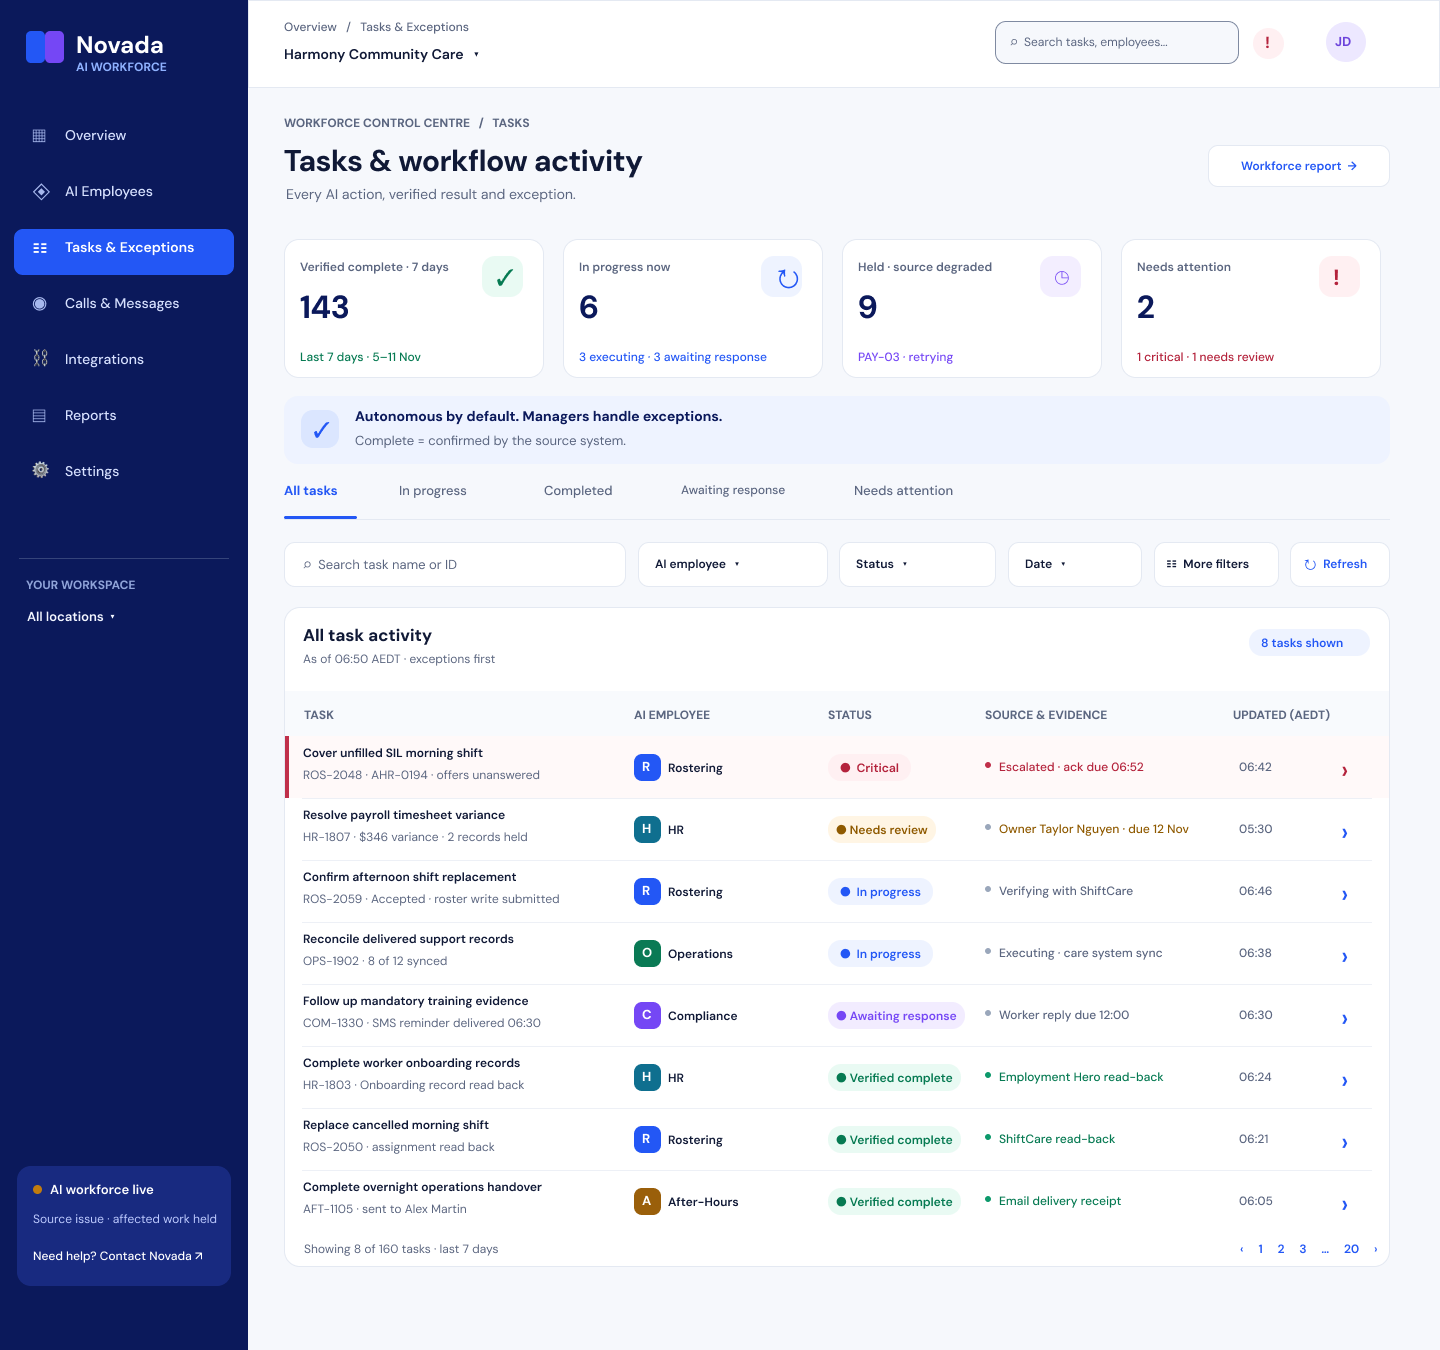 Novada
AI WORKFORCE
Overview
AI Employees
Tasks & Exceptions
Calls & Messages
Integrations
Reports
Settings
YOUR WORKSPACE
All locations ▾
AI workforce live
Source issue · affected work held
Need help? Contact Novada ↗
Overview / Tasks & Exceptions
Harmony Community Care ▾
⌕ Search tasks, employees...
!
JD
WORKFORCE CONTROL CENTRE / TASKS
Tasks & workflow activity
Every AI action, verified result and exception.
Workforce report →
Verified complete · 7 days
✓
143
Last 7 days · 5–11 Nov
In progress now
↻
6
3 executing · 3 awaiting response
Held · source degraded
◷
9
PAY-03 · retrying
Needs attention
!
2
1 critical · 1 needs review
✓
Autonomous by default. Managers handle exceptions.
Complete = confirmed by the source system.
All tasks In progress Completed Awaiting response Needs attention
⌕ Search task name or ID AI employee ▾ Status ▾ Date ▾ More filters ↻ Refresh
All task activity
As of 06:50 AEDT · exceptions first
8 tasks shown
TASK AI EMPLOYEE STATUS SOURCE & EVIDENCE UPDATED (AEDT)
Cover unfilled SIL morning shift
ROS-2048 · AHR-0194 · offers unanswered
R Rostering ● Critical • Escalated · ack due 06:52 06:42 ›
Resolve payroll timesheet variance
HR-1807 · $346 variance · 2 records held
H HR ● Needs review • Owner Taylor Nguyen · due 12 Nov 05:30 ›
Confirm afternoon shift replacement
ROS-2059 · Accepted · roster write submitted
R Rostering ● In progress • Verifying with ShiftCare 06:46 ›
Reconcile delivered support records
OPS-1902 · 8 of 12 synced
O Operations ● In progress • Executing · care system sync 06:38 ›
Follow up mandatory training evidence
COM-1330 · SMS reminder delivered 06:30
C Compliance ● Awaiting response • Worker reply due 12:00 06:30 ›
Complete worker onboarding records
HR-1803 · Onboarding record read back
H HR ● Verified complete • Employment Hero read-back 06:24 ›
Replace cancelled morning shift
ROS-2050 · assignment read back
R Rostering ● Verified complete • ShiftCare read-back 06:21 ›
Complete overnight operations handover
AFT-1105 · sent to Alex Martin
A After-Hours ● Verified complete • Email delivery receipt 06:05 ›
Showing 8 of 160 tasks · last 7 days
‹ 1 2 3 … 20 ›